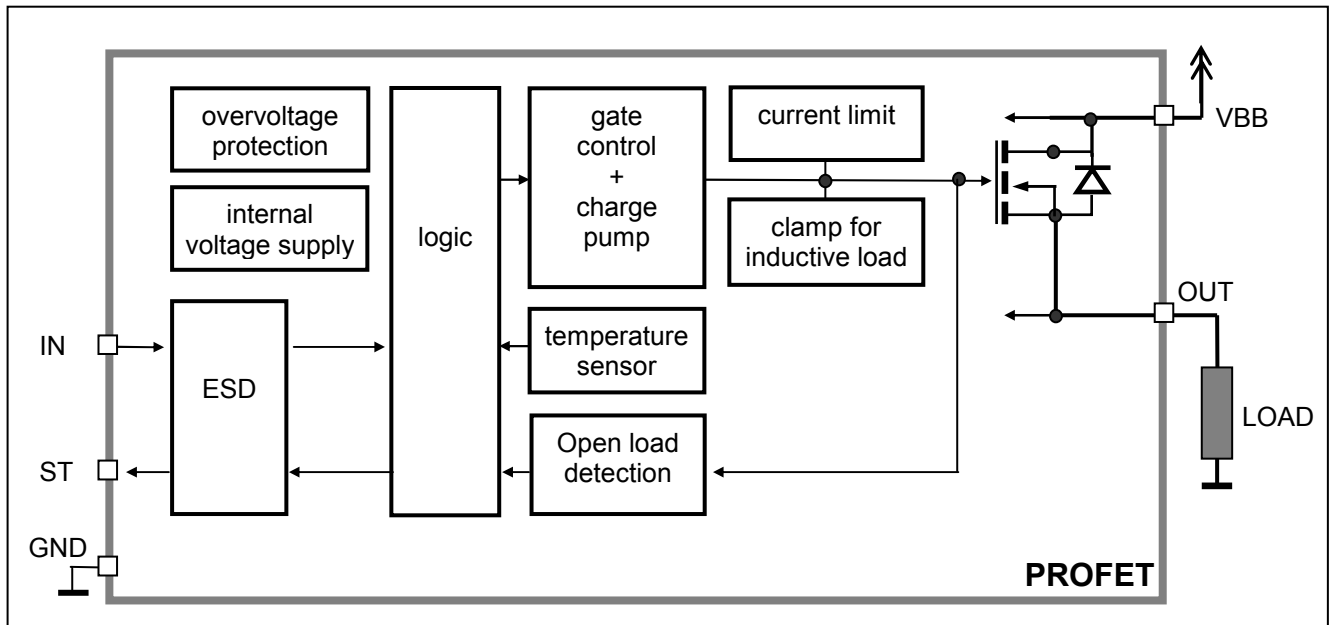 overvoltage
protection
internal
voltage supply
logic
gate
control
+
charge
pump
current limit
clamp for
inductive load
VBB
OUT
IN
ESD
temperature
sensor
LOAD
ST
Open load
detection
GND
PROFET